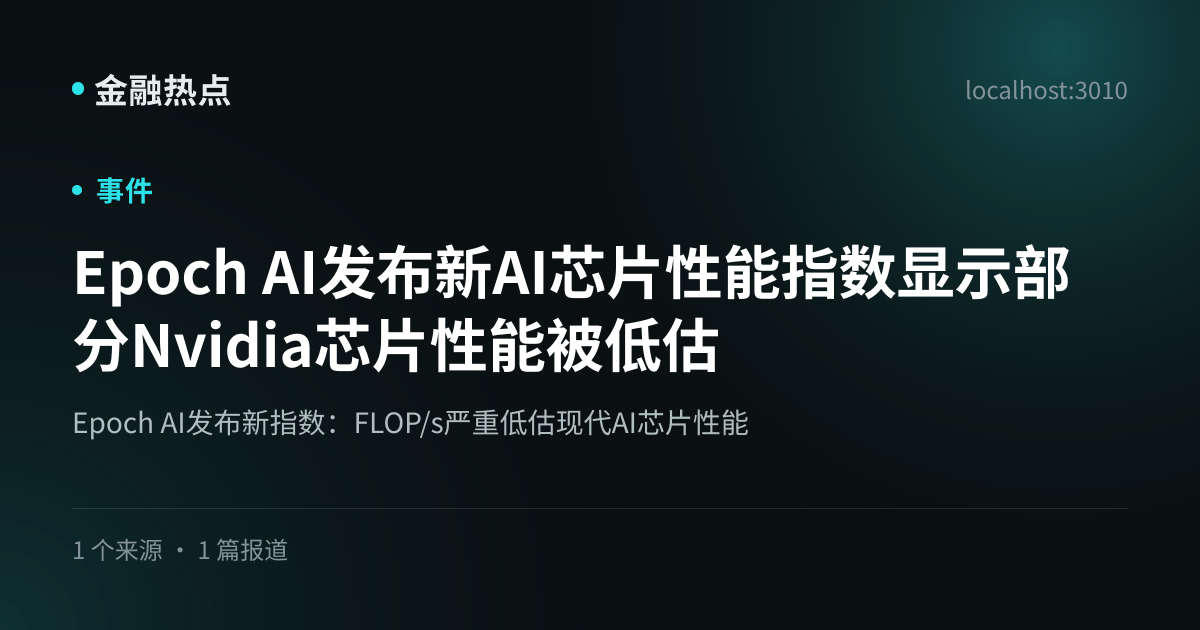 金融热点
localhost:3010
事件
Epoch AI发布新AI芯片性能指数显示部
分Nvidia芯片性能被低估
Epoch AI发布新指数：FLOP/s严重低估现代AI芯片性能
1 个来源 · 1 篇报道